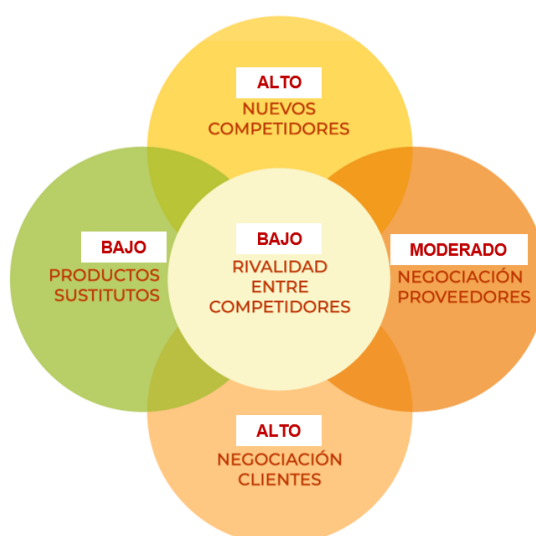 ALTO
NUEVOS
COMPETIDORES
BAJO
PRODUCTOS
SUSTITUTOS
BAJO
RIVALIDAD
ENTRE
COMPETIDORES
MODERADO
NEGOCIACIÓN
PROVEEDORES
ALTO
NEGOCIACIÓN
CLIENTES